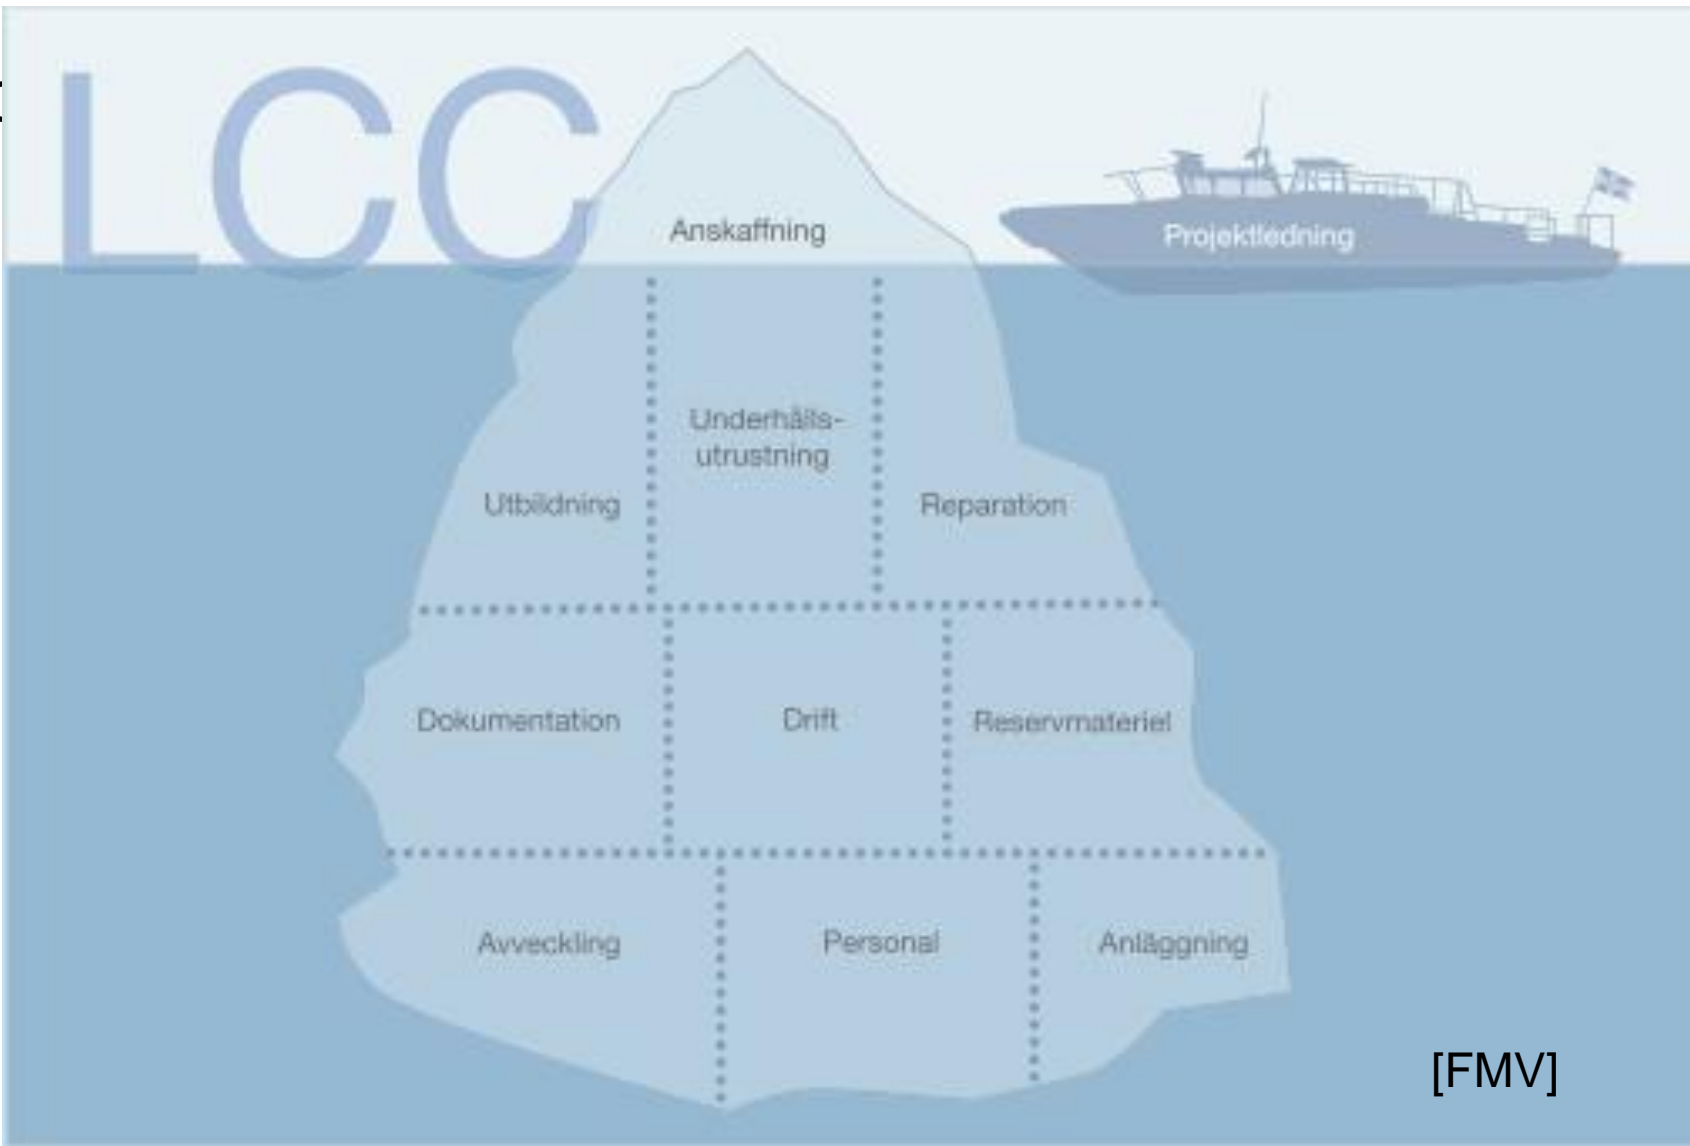 LCC
Anskaffning
Projektledning
Underhålls-
utrustning
Utbildning
Reparation
Dokumentation
Drift
Reservmateriel
Avveckling
Personal
Anläggning
[FMV]